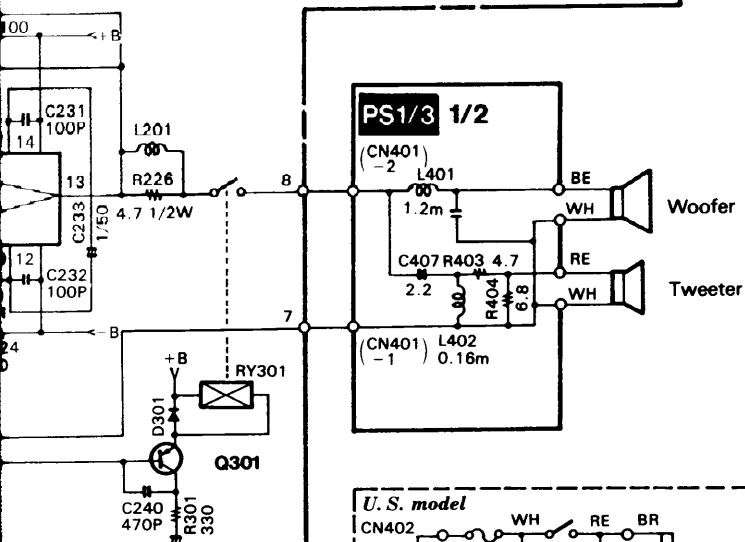 +B
C231
100P
14
L201
13
R226
4.7 1/2W
C233
1/50
12
C232
100P
-B
24
8
7
PS1/3 1/2
(CN401)
-2
L401
1.2m
BE
WH
Woofer
C407 R403 4.7
2.2
R404
6.8
RE
WH
Tweeter
(CN401)
-1
L402
0.16m
+B
RY301
D301
Q301
C240
470P
R301
330
U.S. model
CN402
WH
RE
BR